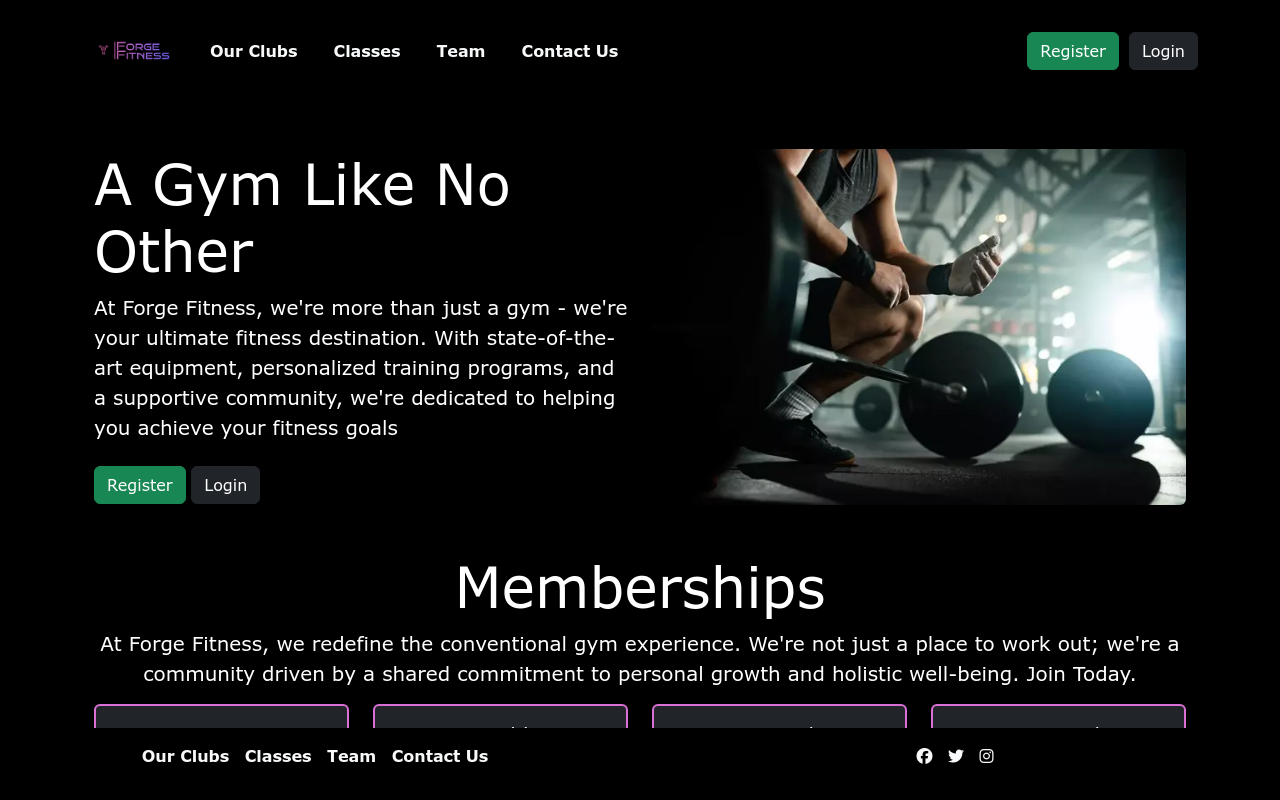 FORGE
FITNESS
Our Clubs Classes Team Contact Us
Register Login
A Gym Like No
Other
At Forge Fitness, we're more than just a gym - we're
your ultimate fitness destination. With state-of-the-
art equipment, personalized training programs, and
a supportive community, we're dedicated to helping
you achieve your fitness goals
Register Login
Memberships
At Forge Fitness, we redefine the conventional gym experience. We're not just a place to work out; we're a
community driven by a shared commitment to personal growth and holistic well-being. Join Today.
Our Clubs Classes Team Contact Us